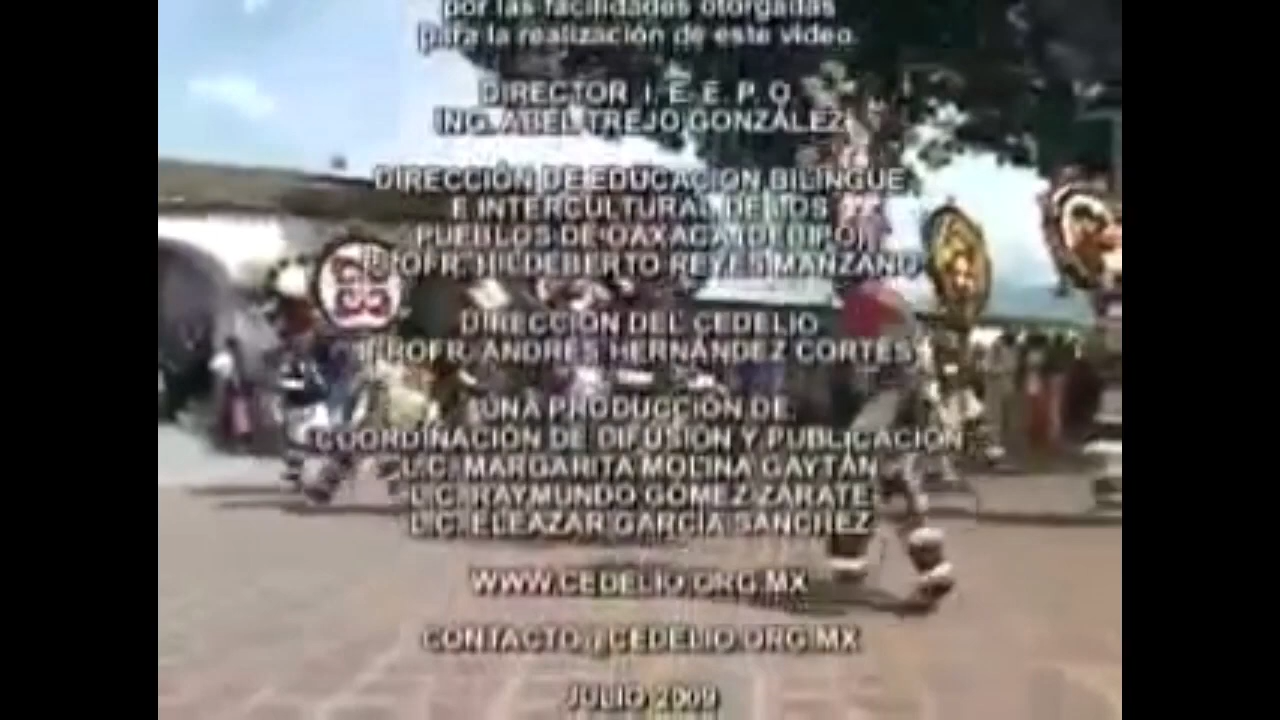 por las facilidades otorgadas
para la realización de este video.
DIRECTOR I. E. E. P. O.
ING. ABEL TREJO GONZÁLEZ
DIRECCIÓN DE EDUCACIÓN BILINGÜE
E INTERCULTURAL DE LOS
PUEBLOS DE OAXACA (DEBIPO)
PROFR. HILDEBERTO REYES MANZANO
DIRECCIÓN DEL CEDELIO
PROFR. ANDRÉS HERNÁNDEZ CORTÉS
UNA PRODUCCIÓN DE:
COORDINACIÓN DE DIFUSIÓN Y PUBLICACIÓN
L.C. MARGARITA MOLINA GAYTÁN
L.C. RAYMUNDO GÓMEZ ZÁRATE
L.C. ELEAZAR GARCÍA SÁNCHEZ
WWW.CEDELIO.ORG.MX
CONTACTO@CEDELIO.ORG.MX
JULIO 2009